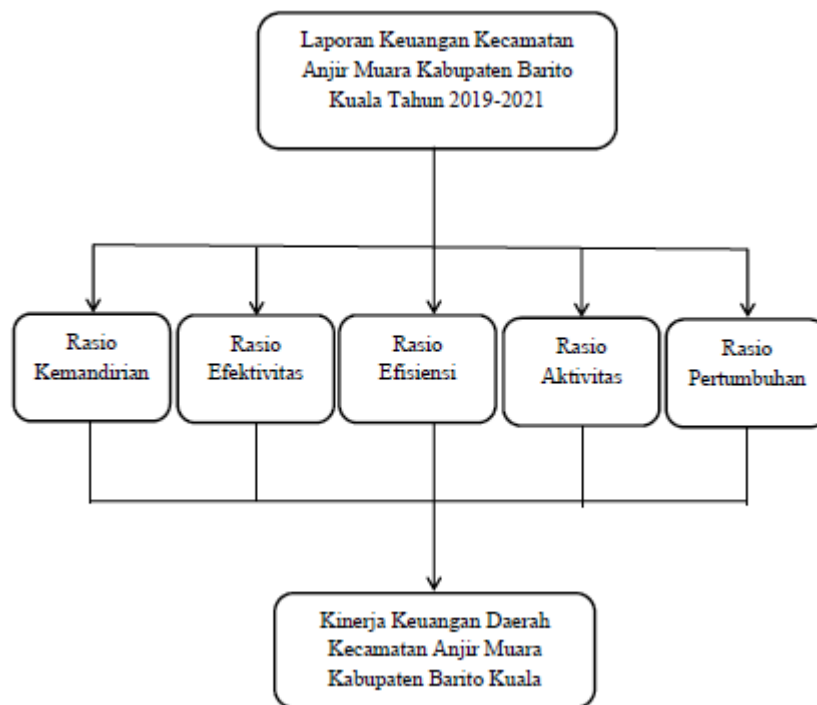 Laporan Keuangan Kecamatan
Anjir Muara Kabupaten Barito
Kuala Tahun 2019-2021
Rasio
Kemandirian
Rasio
Efektivitas
Rasio
Efisiensi
Rasio
Aktivitas
Rasio
Pertumbuhan
Kinerja Keuangan Daerah
Kecamatan Anjir Muara
Kabupaten Barito Kuala